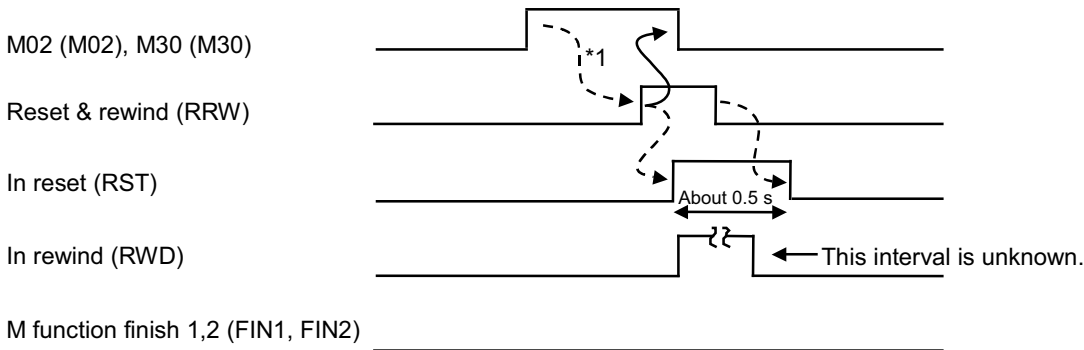 M02 (M02), M30 (M30)
*1
Reset & rewind (RRW)
In reset (RST)
About 0.5 s
In rewind (RWD)
This interval is unknown.
M function finish 1,2 (FIN1, FIN2)